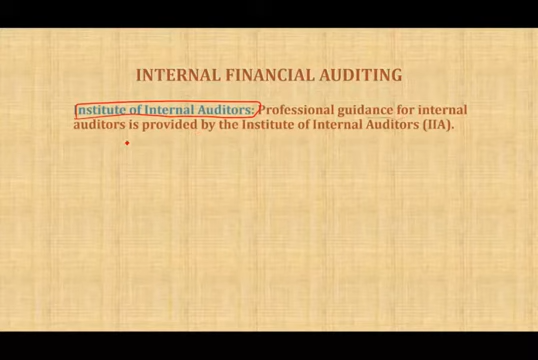 INTERNAL FINANCIAL AUDITING
Institute of Internal Auditors: Professional guidance for internal
auditors is provided by the Institute of Internal Auditors (IIA).